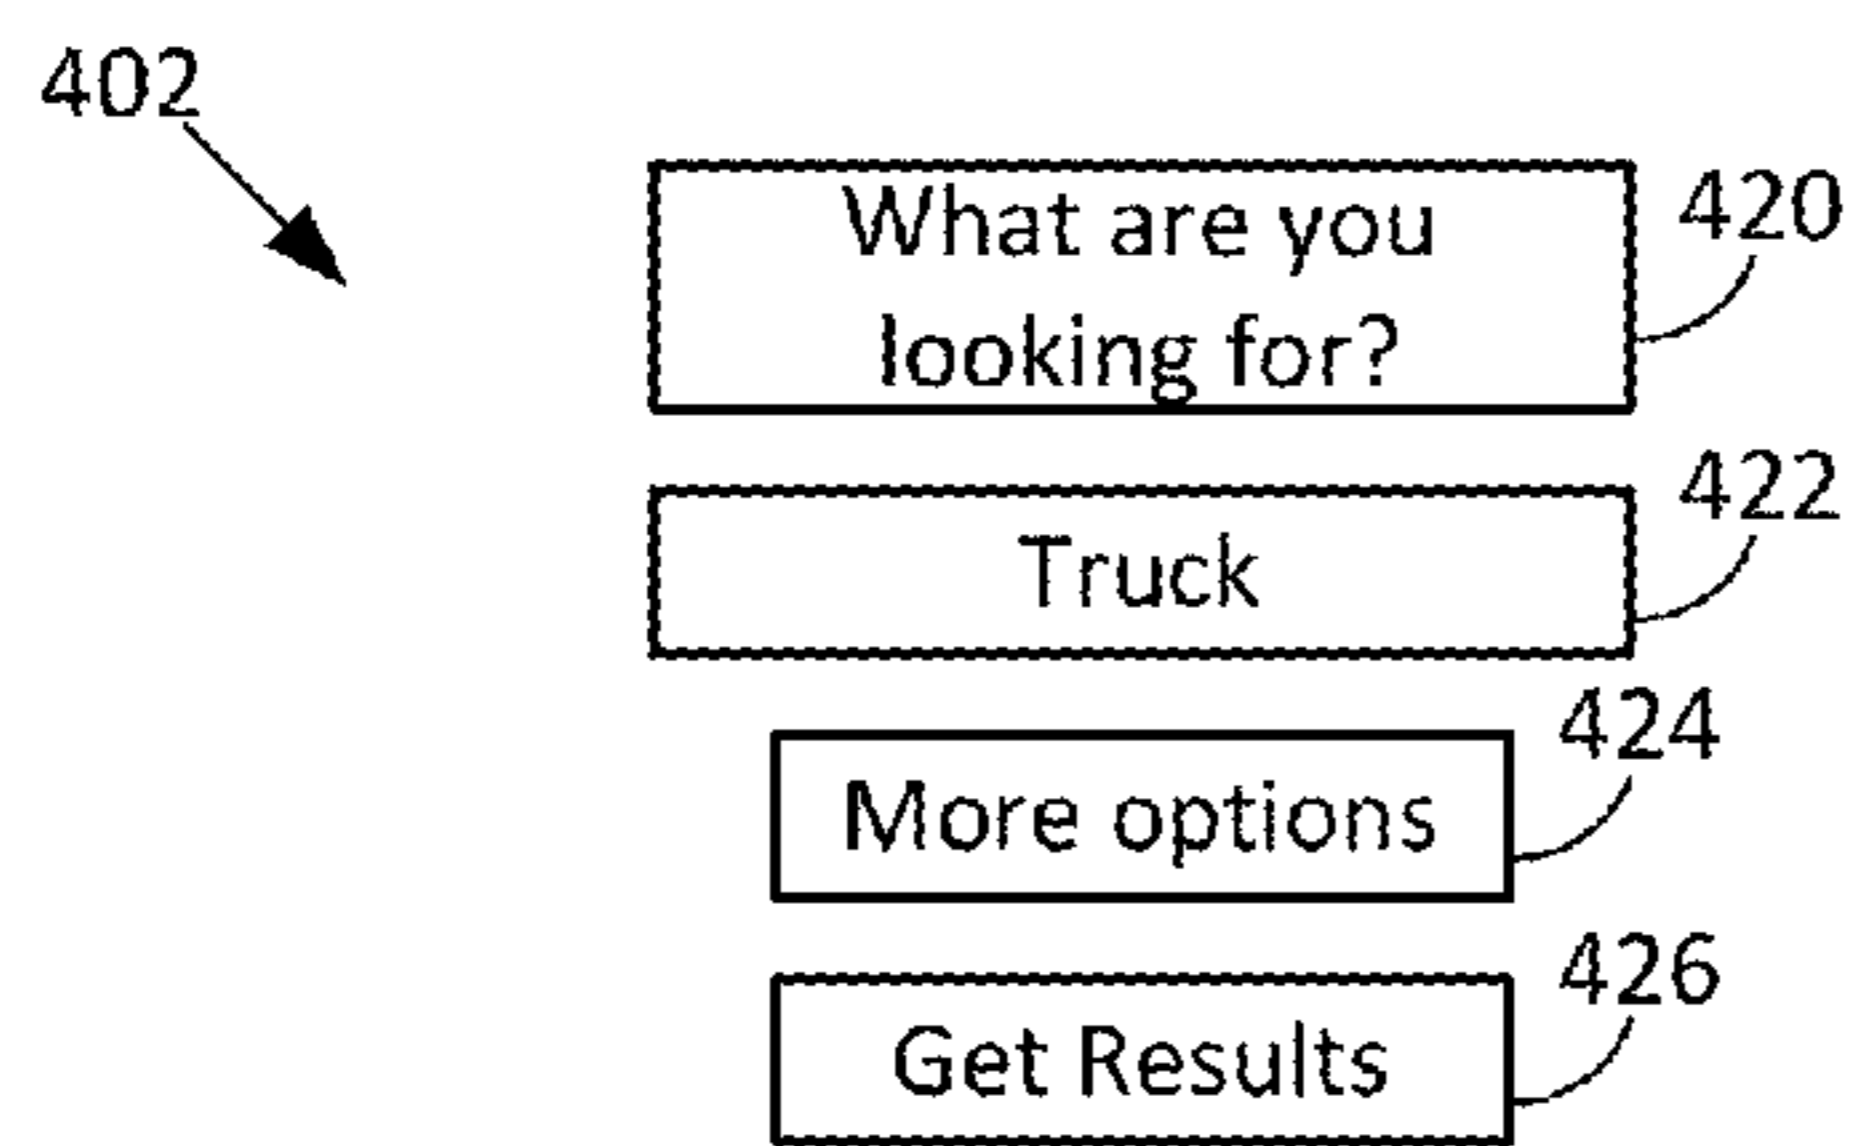 402
What are you
looking for?
420
Truck
422
More options
424
Get Results
426